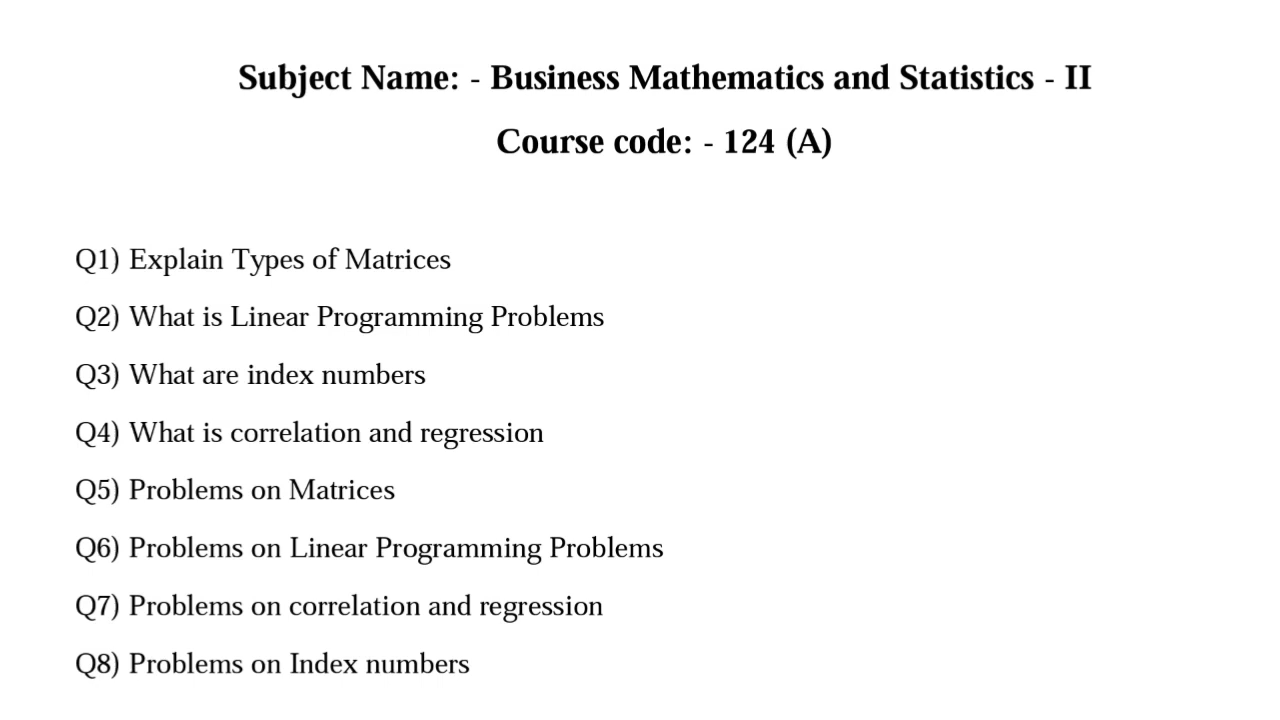 Subject Name: - Business Mathematics and Statistics - II
Course code: - 124 (A)
Q1) Explain Types of Matrices
Q2) What is Linear Programming Problems
Q3) What are index numbers
Q4) What is correlation and regression
Q5) Problems on Matrices
Q6) Problems on Linear Programming Problems
Q7) Problems on correlation and regression
Q8) Problems on Index numbers